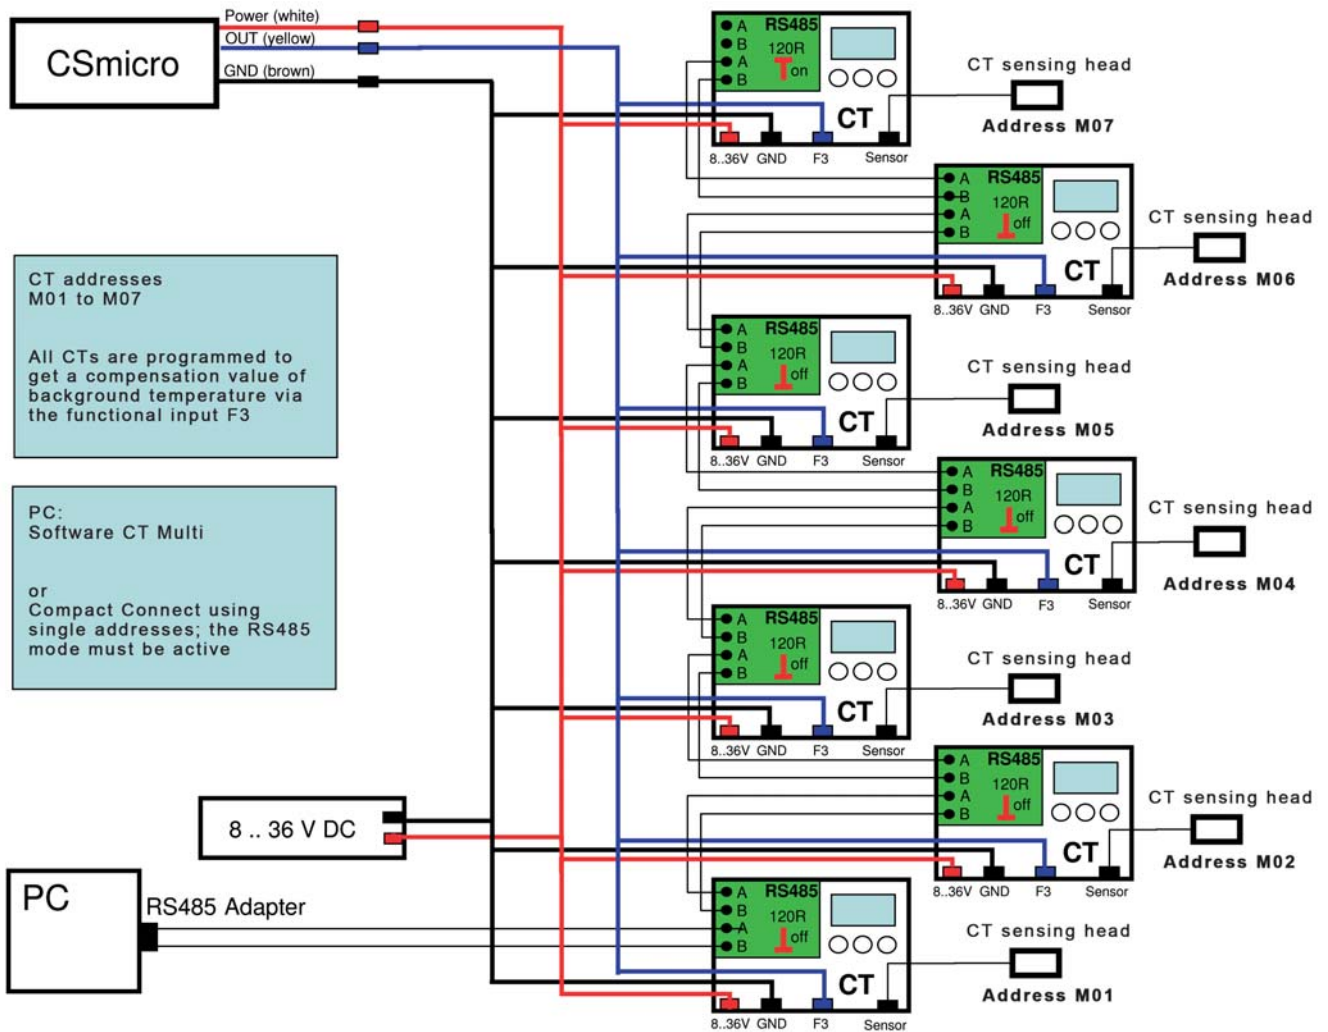 CSmicro
Power (white)
OUT (yellow)
GND (brown)
A RS485
B 120R
A
B on
CT
8..36V GND F3 Sensor
CT sensing head
Address M07
A RS485
B 120R
A
B off
CT
8..36V GND F3 Sensor
CT sensing head
Address M06
CT addresses
M01 to M07
All CTs are programmed to
get a compensation value of
background temperature via
the functional input F3
A RS485
B 120R
A
B off
CT
8..36V GND F3 Sensor
CT sensing head
Address M05
A RS485
B 120R
A
B off
CT
8..36V GND F3 Sensor
CT sensing head
Address M04
PC:
Software CT Multi
or
Compact Connect using
single addresses; the RS485
mode must be active
A RS485
B 120R
A
B off
CT
8..36V GND F3 Sensor
CT sensing head
Address M03
A RS485
B 120R
A
B off
CT
8..36V GND F3 Sensor
CT sensing head
Address M02
8 .. 36 V DC
PC
RS485 Adapter
A RS485
B 120R
A
B off
CT
8..36V GND F3 Sensor
CT sensing head
Address M01